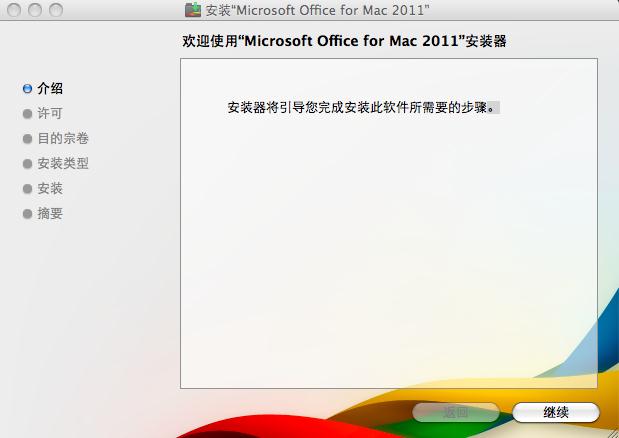 安装“Microsoft Office for Mac 2011”
欢迎使用“Microsoft Office for Mac 2011”安装器
介绍
许可
目的宗卷
安装类型
安装
摘要
安装器将引导您完成安装此软件所需要的步骤。
返回
继续